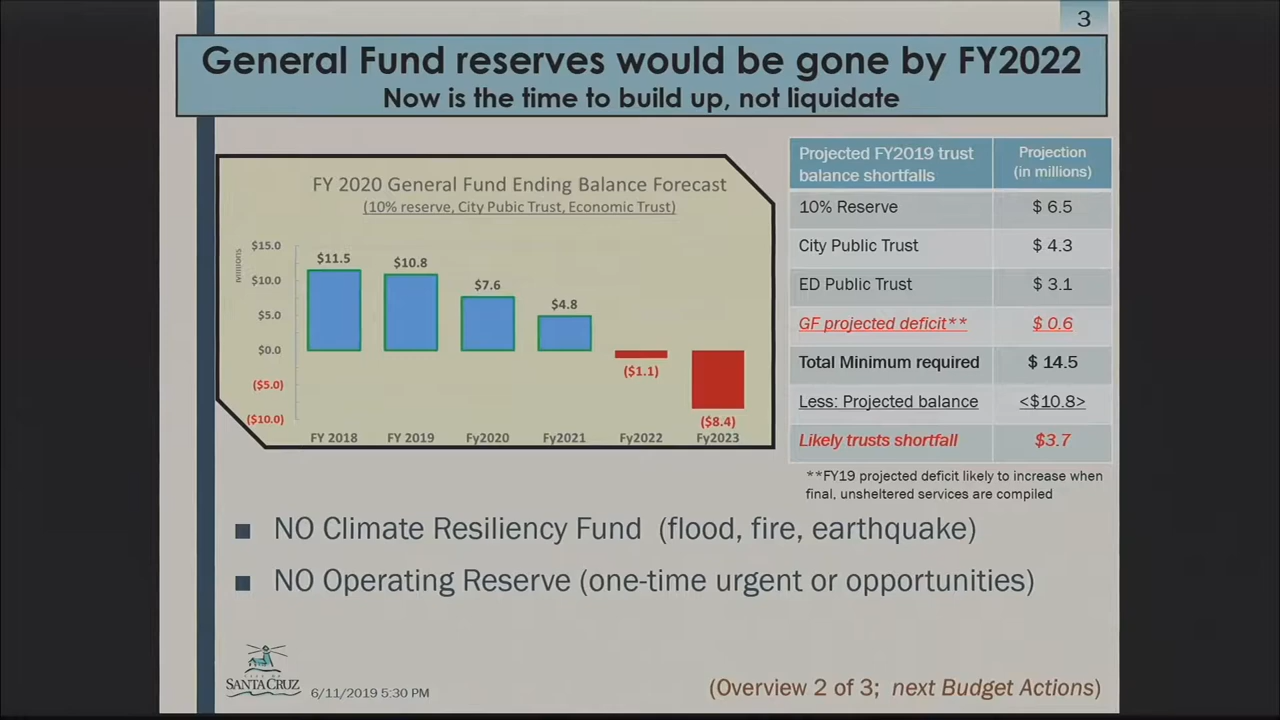 3
General Fund reserves would be gone by FY2022
Now is the time to build up, not liquidate
FY 2020 General Fund Ending Balance Forecast
(10% reserve, City Pubic Trust, Economic Trust)
Millions
$15.0
$10.0
$5.0
$0.0
($5.0)
($10.0)
$11.5
$10.8
$7.6
$4.8
($1.1)
($8.4)
FY 2018 FY 2019 Fy2020 Fy2021 Fy2022 Fy2023
Projected FY2019 trust balance shortfalls Projection (in millions)
10% Reserve $ 6.5
City Public Trust $ 4.3
ED Public Trust $ 3.1
GF projected deficit** $ 0.6
Total Minimum required $ 14.5
Less: Projected balance <$10.8>
Likely trusts shortfall $3.7
**FY19 projected deficit likely to increase when
final, unsheltered services are compiled
■ NO Climate Resiliency Fund (flood, fire, earthquake)
■ NO Operating Reserve (one-time urgent or opportunities)
CITY OF
SANTA CRUZ
6/11/2019 5:30 PM
(Overview 2 of 3; next Budget Actions)